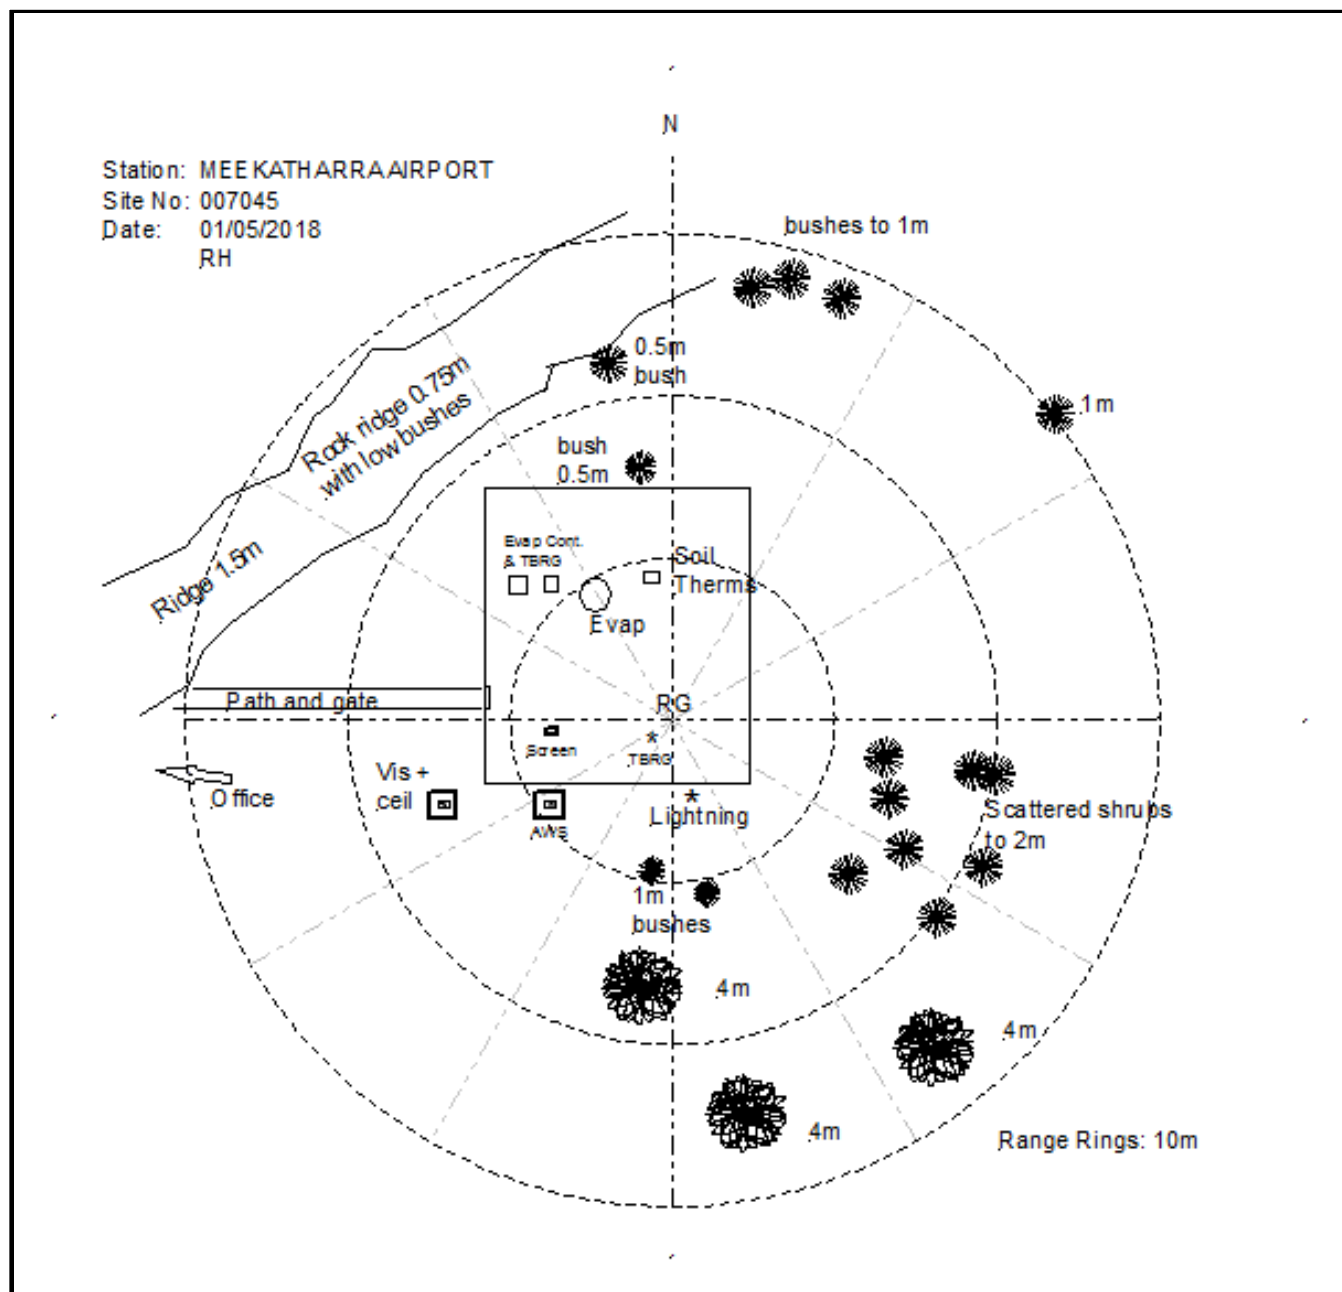 N
Station: MEEKATHARRA AIRPORT
Site No: 007045
Date: 01/05/2018
RH
bushes to 1m
0.5m
bush
1m
Rock ridge 0.75m
with low bushes
bush
0.5m
Ridge 1.5m
Evap Cont.
& TBRG
Soil
Therms
Evap
Path and gate
RG
Screen
TBRG
Vis +
ceil
Office
AWS
Lightning
Scattered shrubs
to 2m
1m
bushes
4m
4m
4m
Range Rings: 10m